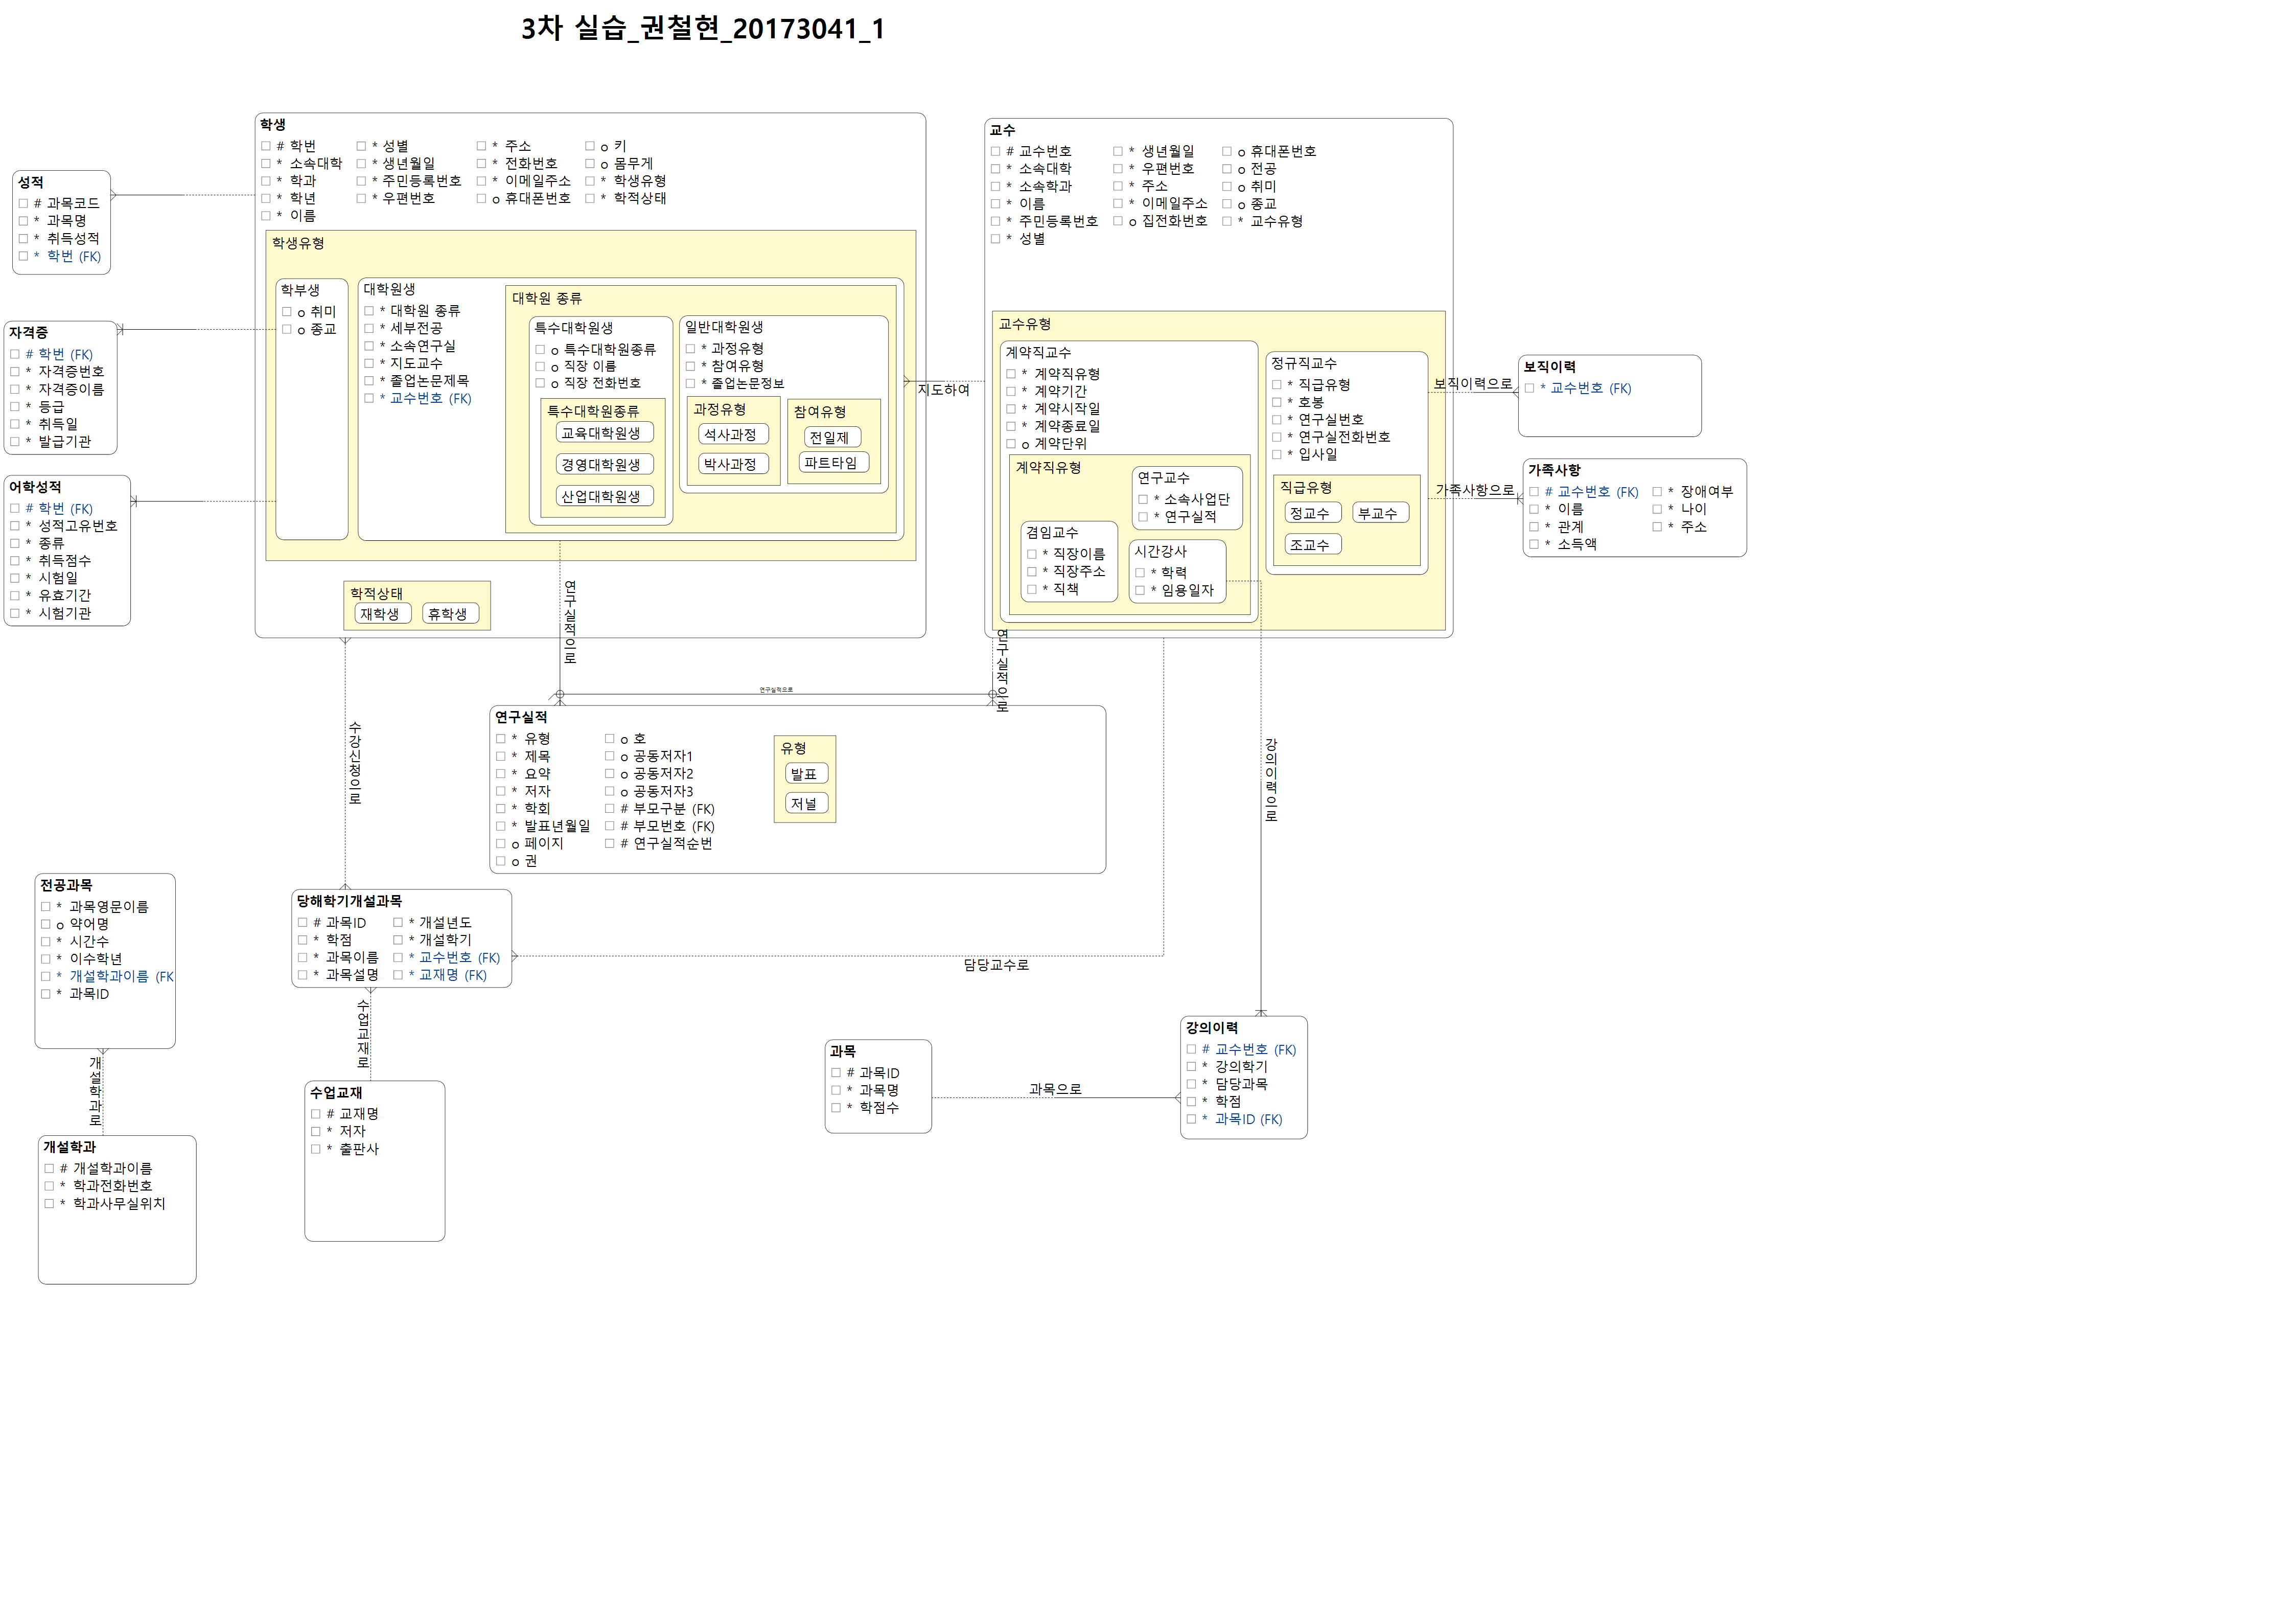 3차 실습_권철현_20173041_1
학생
# 학번
* 소속대학
* 학과
* 학년
* 이름
* 성별
* 생년월일
* 주민등록번호
* 우편번호
* 주소
* 전화번호
* 이메일주소
o 휴대폰번호
o 키
o 몸무게
* 학생유형
* 학적상태
학생유형
학부생
o 취미
o 종교
대학원생
* 대학원 종류
* 세부전공
* 소속연구실
* 지도교수
* 졸업논문제목
* 교수번호 (FK)
대학원 종류
특수대학원생
o 특수대학원종류
o 직장 이름
o 직장 전화번호
특수대학원종류
교육대학원생
경영대학원생
산업대학원생
일반대학원생
* 과정유형
* 참여유형
* 졸업논문정보
과정유형
석사과정
박사과정
참여유형
전일제
파트타임
학적상태
재학생
휴학생
성적
# 과목코드
* 과목명
* 취득성적
* 학번 (FK)
자격증
# 학번 (FK)
* 자격증번호
* 자격증이름
* 등급
* 취득일
* 발급기관
어학성적
# 학번 (FK)
* 성적고유번호
* 종류
* 취득점수
* 시험일
* 유효기간
* 시험기관
지도하여
교수
# 교수번호
* 소속대학
* 소속학과
* 이름
* 주민등록번호
* 성별
* 생년월일
* 우편번호
* 주소
* 이메일주소
o 집전화번호
o 휴대폰번호
o 전공
o 취미
o 종교
* 교수유형
교수유형
계약직교수
* 계약직유형
* 계약기간
* 계약시작일
* 계약종료일
o 계약단위
계약직유형
겸임교수
* 직장이름
* 직장주소
* 직책
연구교수
* 소속사업단
* 연구실적
시간강사
* 학력
* 임용일자
정규직교수
* 직급유형
* 호봉
* 연구실번호
* 연구실전화번호
* 입사일
직급유형
정교수
부교수
조교수
보직이력으로
보직이력
* 교수번호 (FK)
가족사항으로
가족사항
# 교수번호 (FK)
* 이름
* 관계
* 소득액
* 장애여부
* 나이
* 주소
연구실적으로
연구실적으로
연구실적으로
연구실적
* 유형
* 제목
* 요약
* 저자
* 학회
* 발표년월일
o 페이지
o 권
o 호
o 공동저자1
o 공동저자2
o 공동저자3
# 부모구분 (FK)
# 부모번호 (FK)
# 연구실적순번
유형
발표
저널
수강신청으로
강의이력으로
전공과목
* 과목영문이름
o 약어명
* 시간수
* 이수학년
* 개설학과이름 (FK
* 과목ID
당해학기개설과목
# 과목ID
* 학점
* 과목이름
* 과목설명
* 개설년도
* 개설학기
* 교수번호 (FK)
* 교재명 (FK)
담당교수로
개설학과로
개설학과
# 개설학과이름
* 학과전화번호
* 학과사무실위치
수업교재로
수업교재
# 교재명
* 저자
* 출판사
과목
# 과목ID
* 과목명
* 학점수
과목으로
강의이력
# 교수번호 (FK)
* 강의학기
* 담당과목
* 학점
* 과목ID (FK)